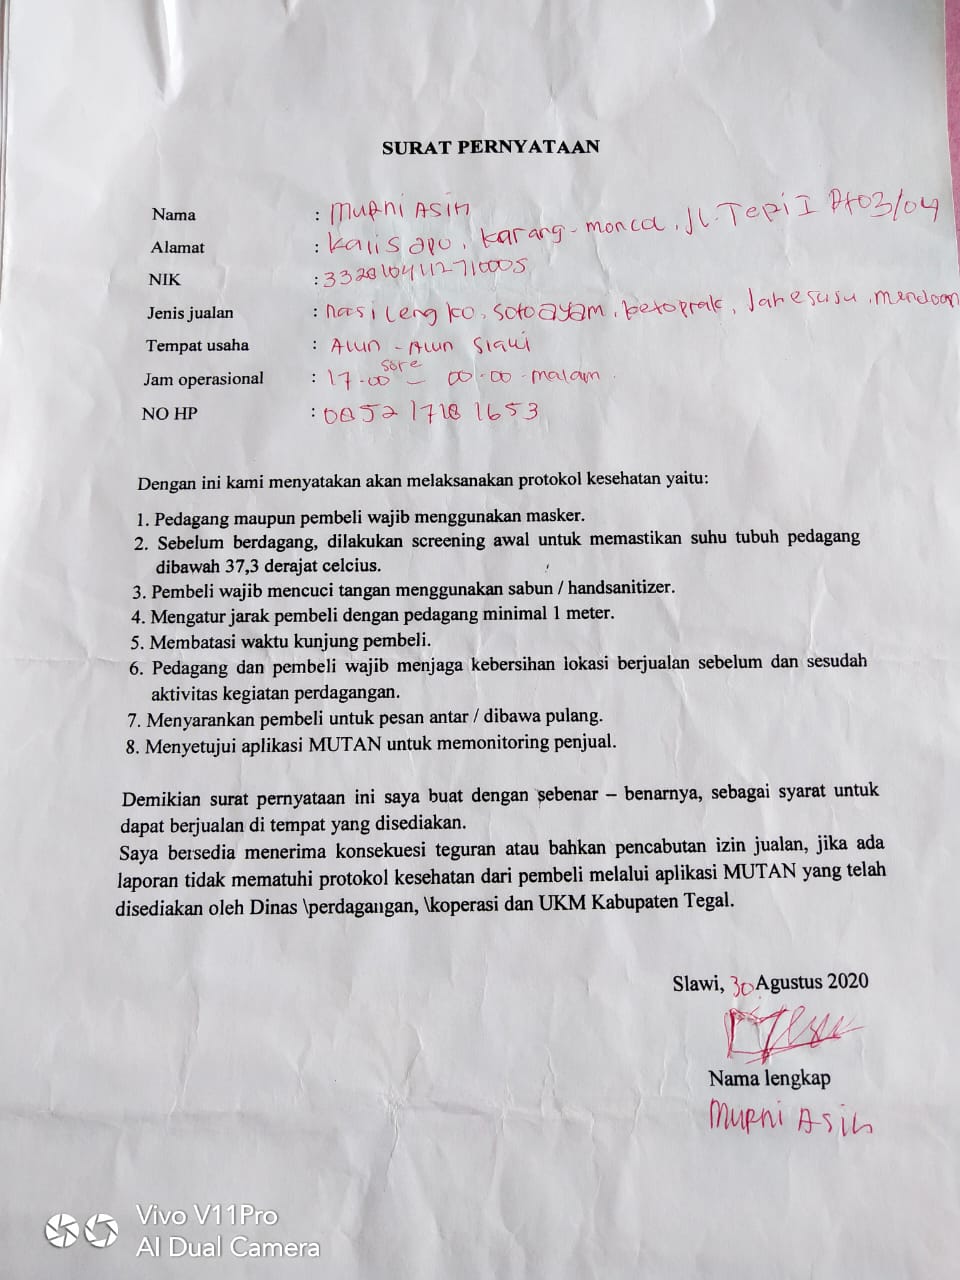 SURAT PERNYATAAN
Nama : Murni Asih
Alamat : Kalisapu, Karang-monca, Jl. Tepi I Rt03/04
NIK : 3328104112710005
Jenis jualan : nasi lengko, soto ayam, ketoprak, Jahe susu, mendoan
Tempat usaha : Alun - Alun Slawi
sore
Jam operasional : 17.00 – 00.00 malam
NO HP : 0852 1718 1653
Dengan ini kami menyatakan akan melaksanakan protokol kesehatan yaitu:
1. Pedagang maupun pembeli wajib menggunakan masker.
2. Sebelum berdagang, dilakukan screening awal untuk memastikan suhu tubuh pedagang
dibawah 37,3 derajat celcius.
3. Pembeli wajib mencuci tangan menggunakan sabun / handsanitizer.
4. Mengatur jarak pembeli dengan pedagang minimal 1 meter.
5. Membatasi waktu kunjung pembeli.
6. Pedagang dan pembeli wajib menjaga kebersihan lokasi berjualan sebelum dan sesudah
aktivitas kegiatan perdagangan.
7. Menyarankan pembeli untuk pesan antar / dibawa pulang.
8. Menyetujui aplikasi MUTAN untuk memonitoring penjual.
Demikian surat pernyataan ini saya buat dengan sebenar – benarnya, sebagai syarat untuk
dapat berjualan di tempat yang disediakan.
Saya bersedia menerima konsekuesi teguran atau bahkan pencabutan izin jualan, jika ada
laporan tidak mematuhi protokol kesehatan dari pembeli melalui aplikasi MUTAN yang telah
disediakan oleh Dinas \perdagangan, \koperasi dan UKM Kabupaten Tegal.
Slawi, 30 Agustus 2020
Nama lengkap
Murni Asih
Vivo V11Pro
AI Dual Camera